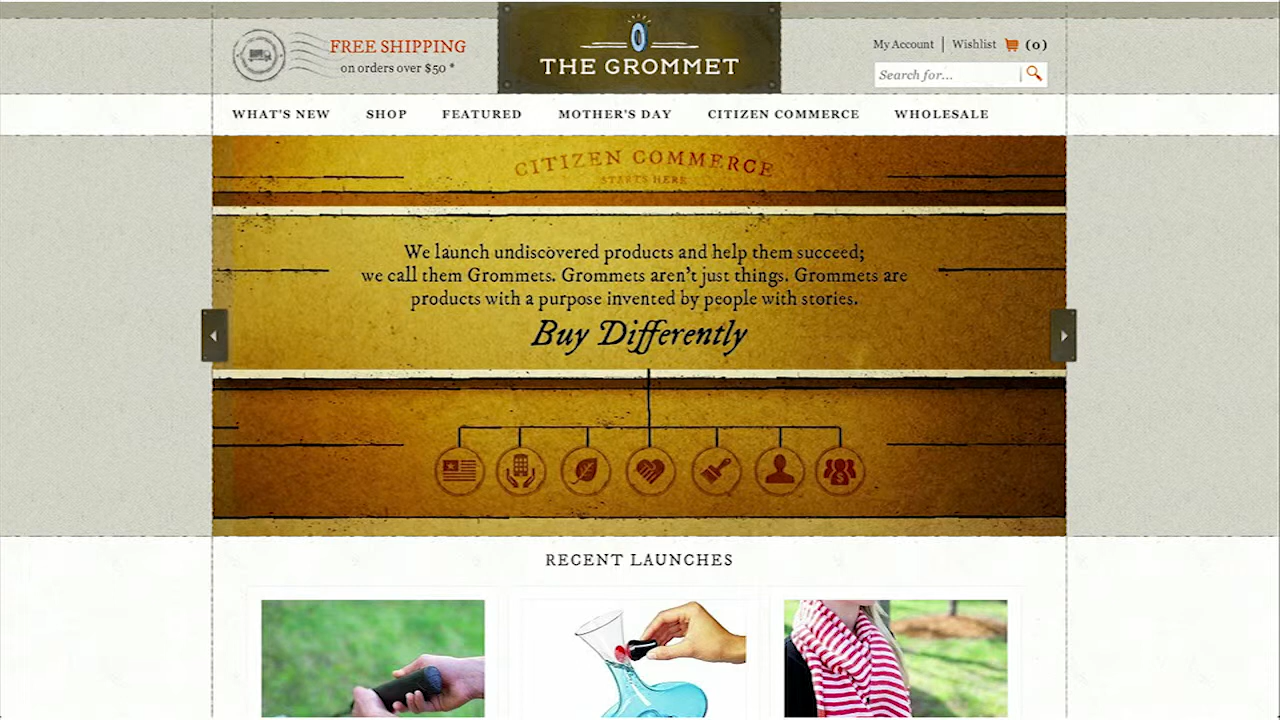 FREE SHIPPING
on orders over $50 *
THE GROMMET
My Account | Wishlist (0)
Search for...
WHAT'S NEW SHOP FEATURED MOTHER'S DAY CITIZEN COMMERCE WHOLESALE
CITIZEN COMMERCE
STARTS HERE
We launch undiscovered products and help them succeed;
we call them Grommets. Grommets aren't just things. Grommets are
products with a purpose invented by people with stories.
Buy Differently
$
RECENT LAUNCHES